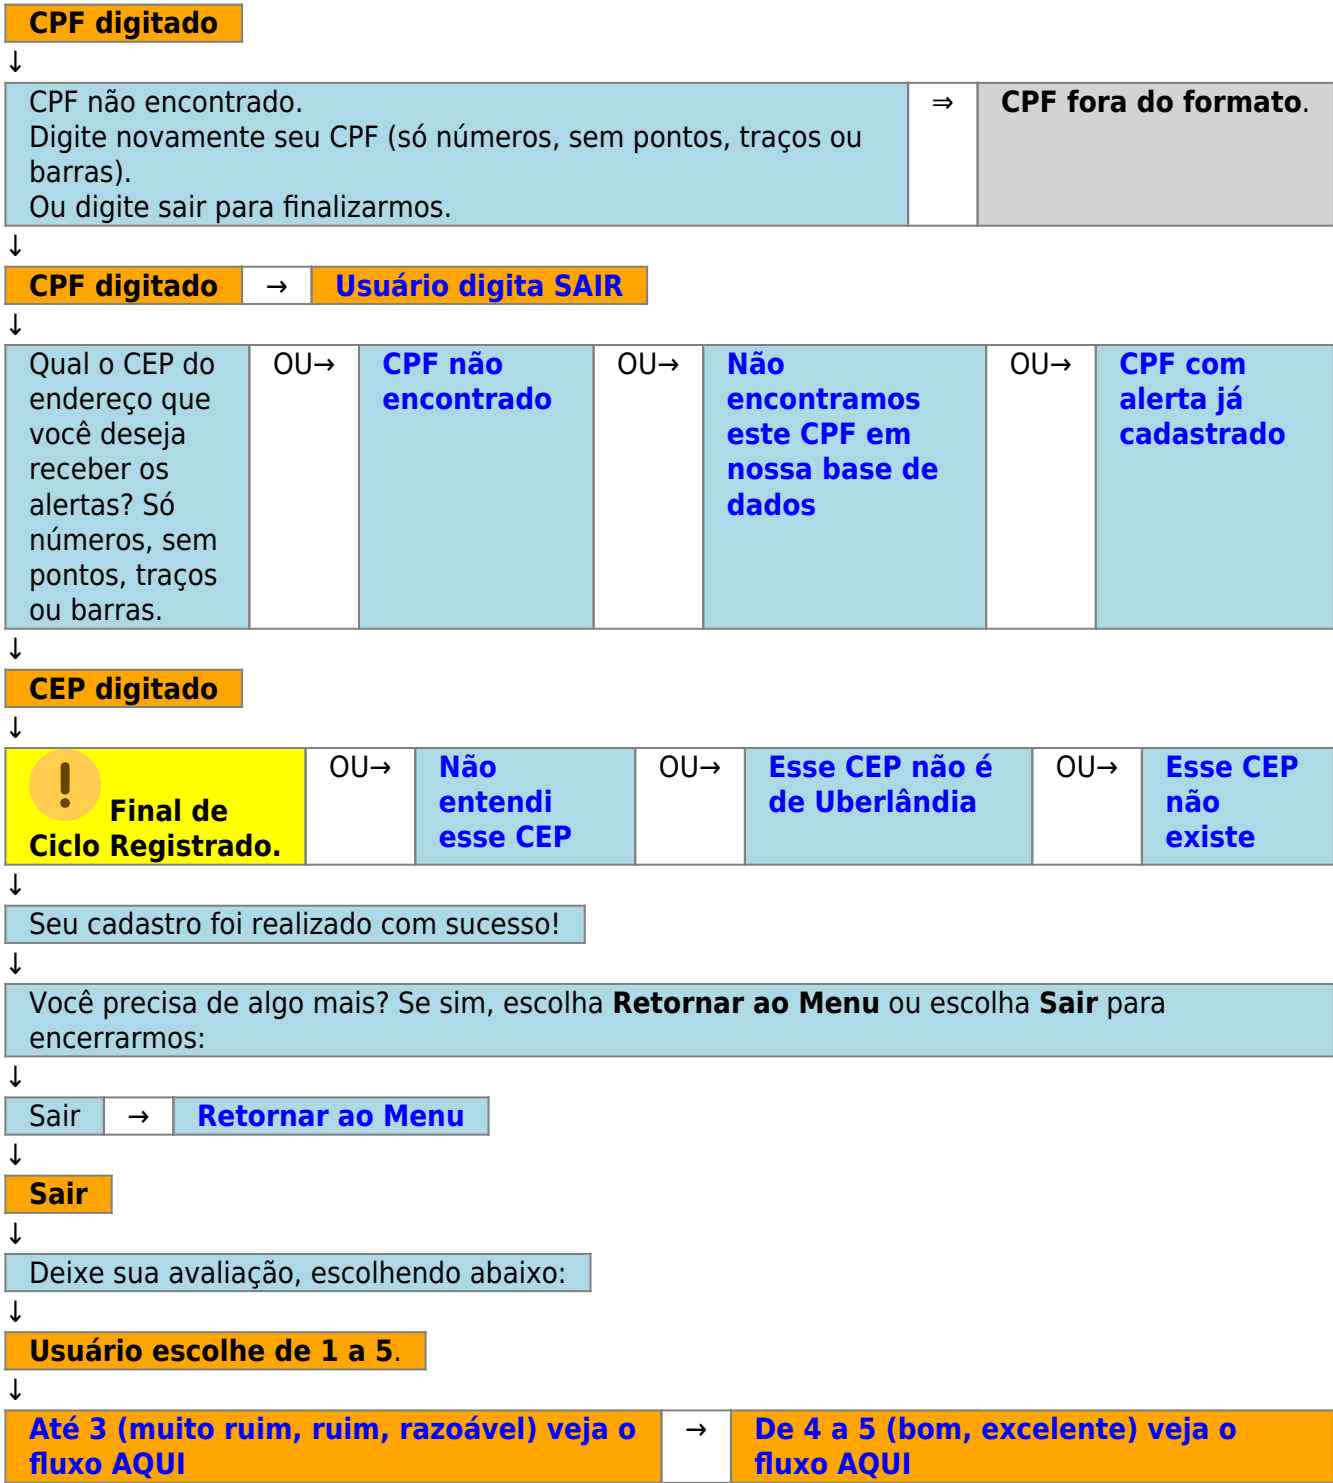 CPF digitado
↓
CPF não encontrado.
Digite novamente seu CPF (só números, sem pontos, traços ou
barras).
Ou digite sair para finalizarmos.
⇒
CPF fora do formato.
↓
CPF digitado → Usuário digita SAIR
↓
Qual o CEP do
endereço que
você deseja
receber os
alertas? Só
números, sem
pontos, traços
ou barras.
OU→
CPF não
encontrado
OU→
Não
encontramos
este CPF em
nossa base de
dados
OU→
CPF com
alerta já
cadastrado
↓
CEP digitado
↓
Final de
Ciclo Registrado.
OU→
Não
entendi
esse CEP
OU→
Esse CEP não é
de Uberlândia
OU→
Esse CEP
não
existe
↓
Seu cadastro foi realizado com sucesso!
↓
Você precisa de algo mais? Se sim, escolha Retornar ao Menu ou escolha Sair para
encerrarmos:
↓
Sair → Retornar ao Menu
↓
Sair
↓
Deixe sua avaliação, escolhendo abaixo:
↓
Usuário escolhe de 1 a 5.
↓
Até 3 (muito ruim, ruim, razoável) veja o
fluxo AQUI
→
De 4 a 5 (bom, excelente) veja o
fluxo AQUI